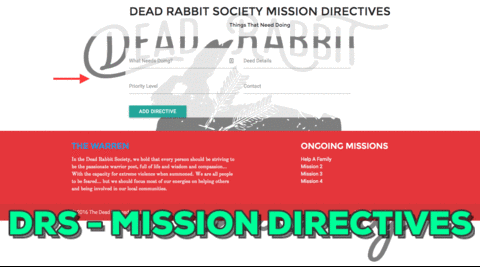 DEAD RABBIT SOCIETY MISSION DIRECTIVES
Things That Need Doing
DEAD RABBIT
What Needs Doing?
Dead Details
Priority Level
Contact
ADD DIRECTIVE
THE WARREN
In the Dead Rabbit Society, we hold that every person should be striving to
be the passionate warrior poet, full of life and wisdom and compassion...
With the capacity for extreme violence when summoned. We are all people
to be feared... but we should focus most of our energies on helping others
and being involved in our local communities.
ONGOING MISSIONS
Help A Family
Mission 2
Mission 3
Mission 4
2016 The Dead
DRS - MISSION DIRECTIVES